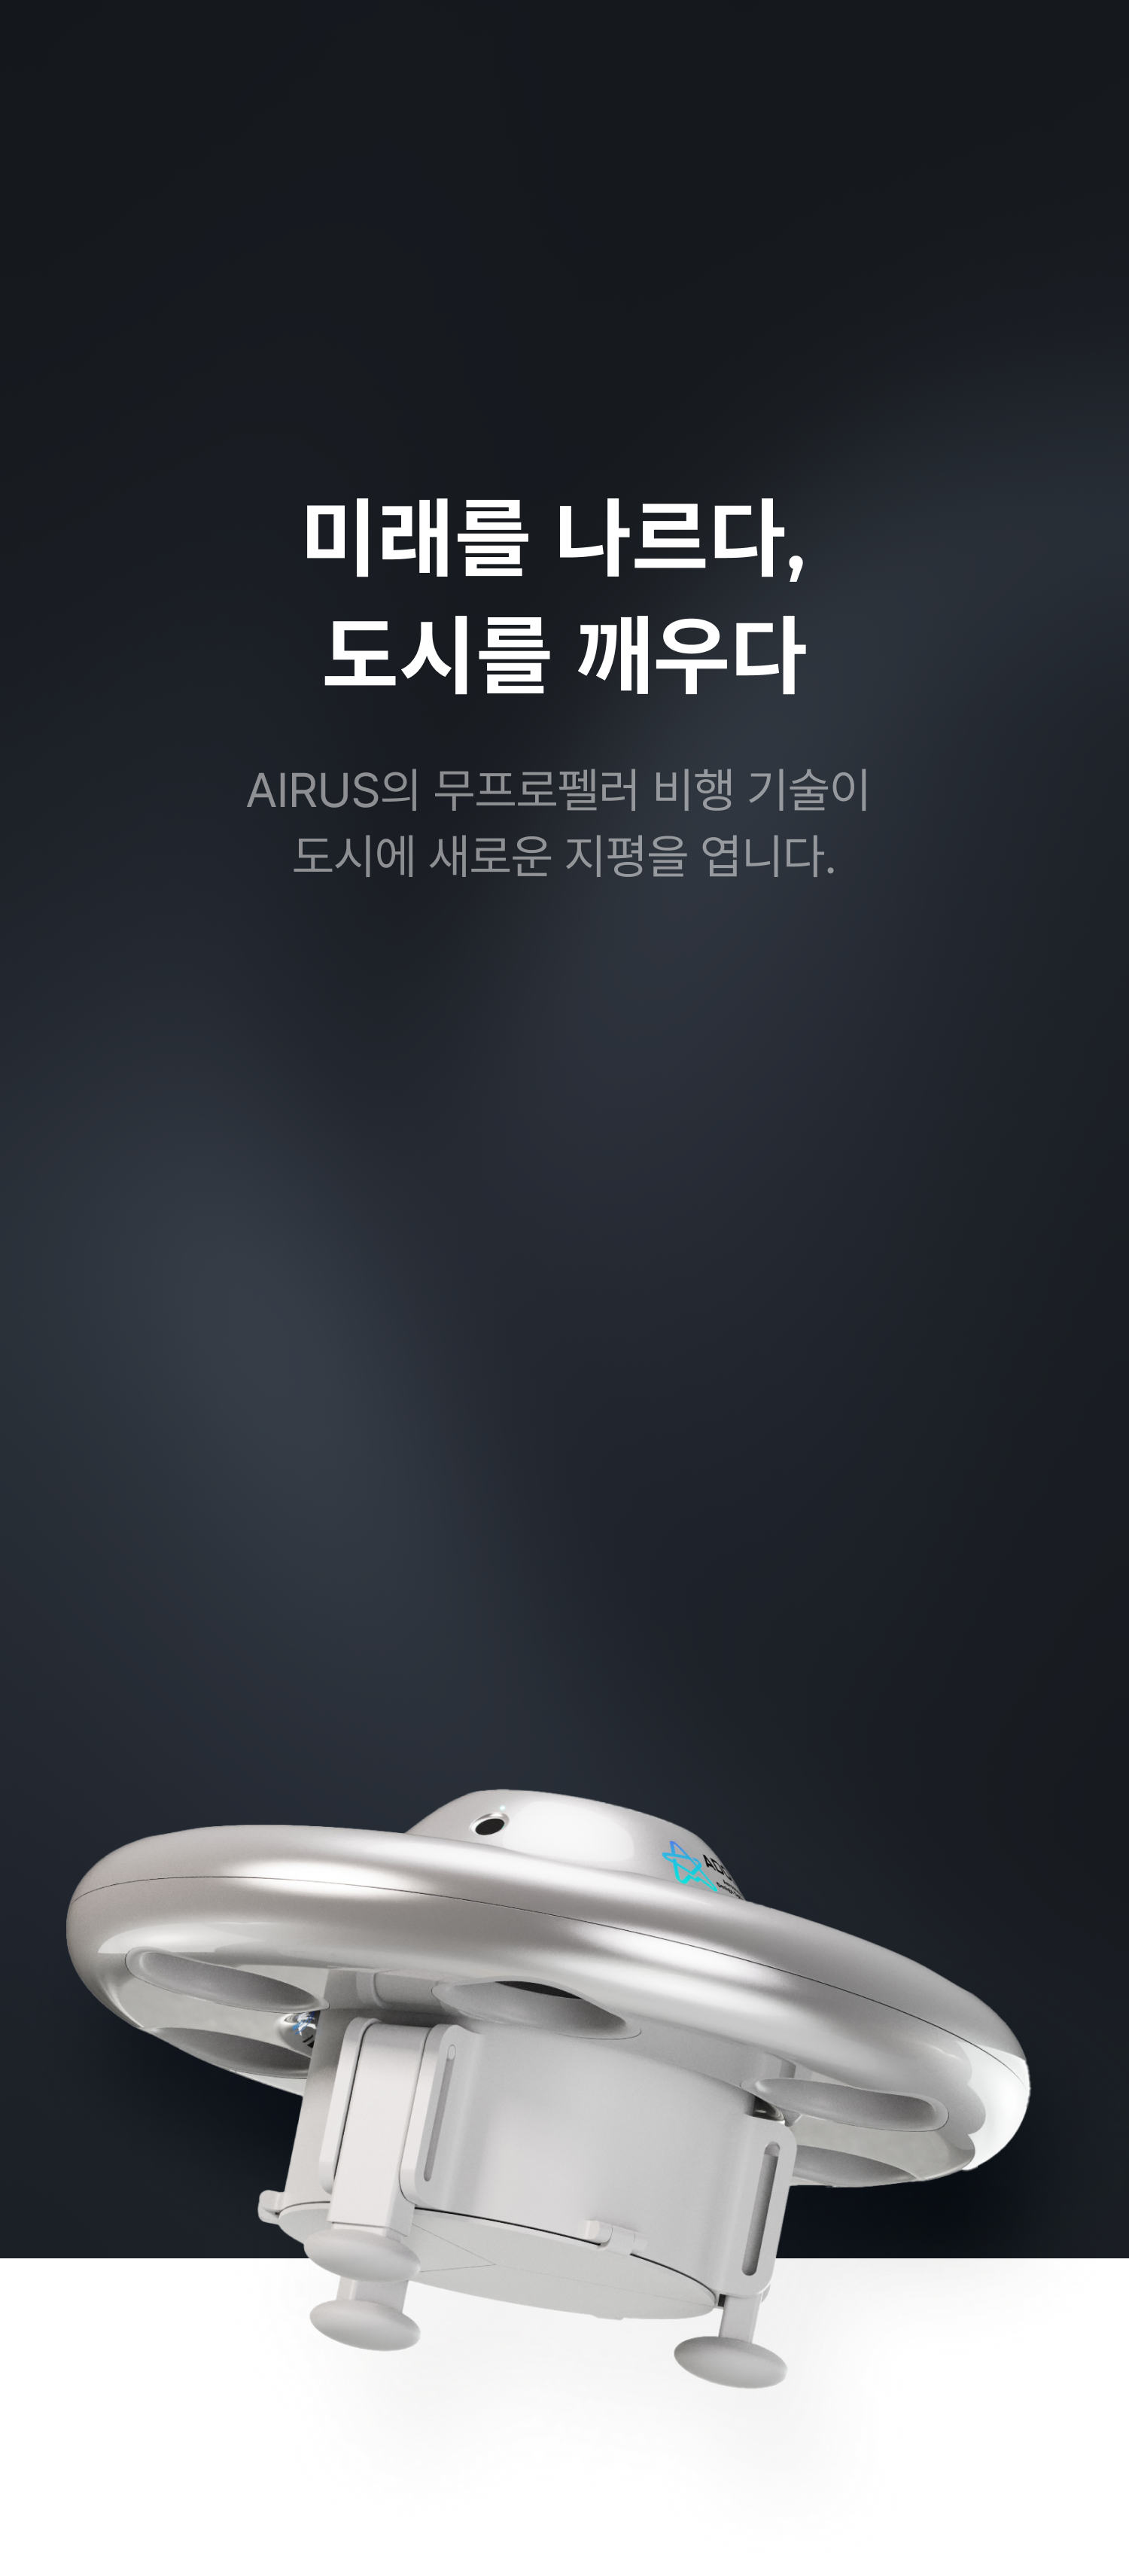 미래를 나르다,
도시를 깨우다
AIRUS의 무프로펠러 비행 기술이
도시에 새로운 지평을 엽니다.